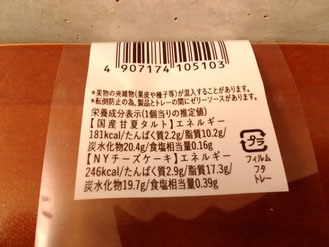 4 907174 105103
*果物の夾雑物(果皮や種子等)が混入することがあります。
*転倒防止の為、製品とトレーの間にゼリーソースがあります。
栄養成分表示(1個当りの推定値)
【国産甘夏タルト】エネルギー
181kcal/たんぱく質2.2g/脂質10.2g/
炭水化物20.4g/食塩相当量0.16g
【NYチーズケーキ】エネルギー
246kcal/たんぱく質2.9g/脂質17.3g/
炭水化物19.7g/食塩相当量0.39g
プラ
フィルム
フタ
トレー